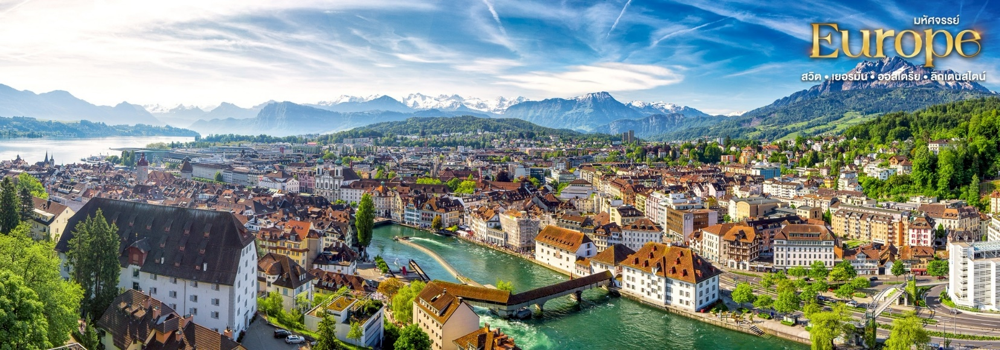 มหัศจรรย์
Europe
สวิต • เยอรมัน • ออสเตรีย • ลิกเตนสไตน์